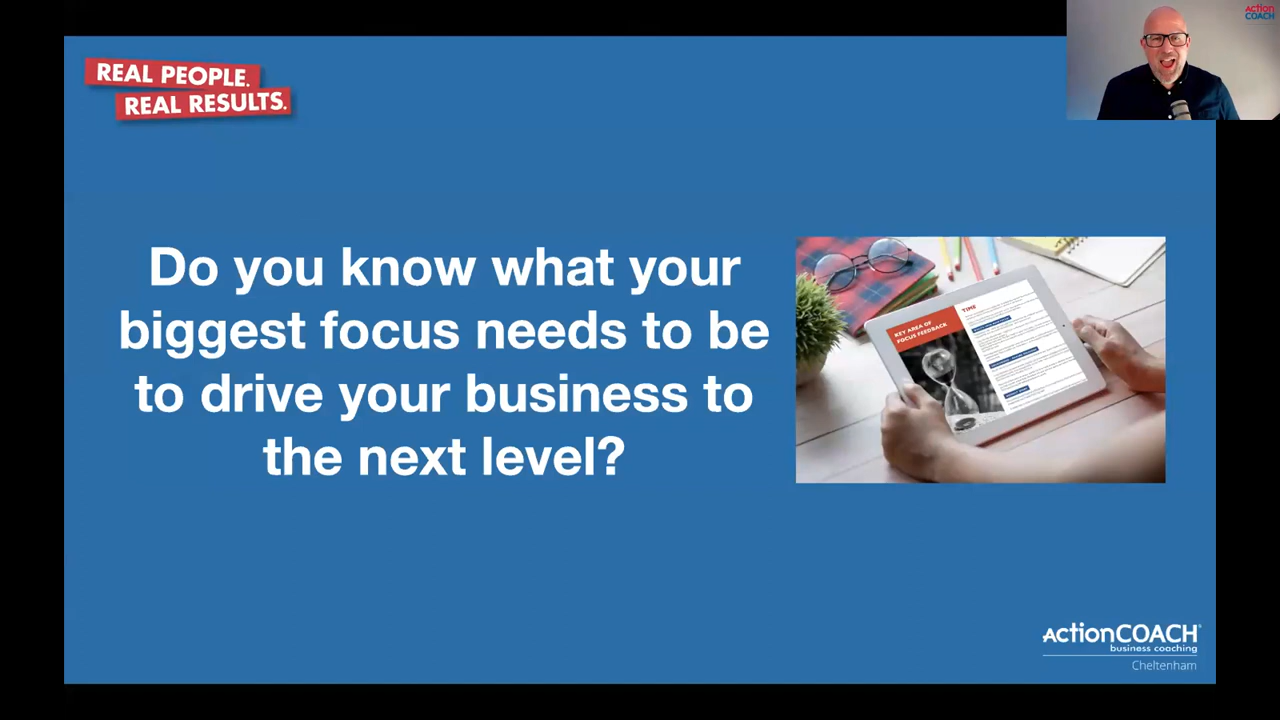 REAL PEOPLE.
REAL RESULTS.
Action
COACH
Do you know what your
biggest focus needs to be
to drive your business to
the next level?
KEY AREA OF
FOCUS FEEDBACK
TIME
ActionCOACH
business coaching
Cheltenham